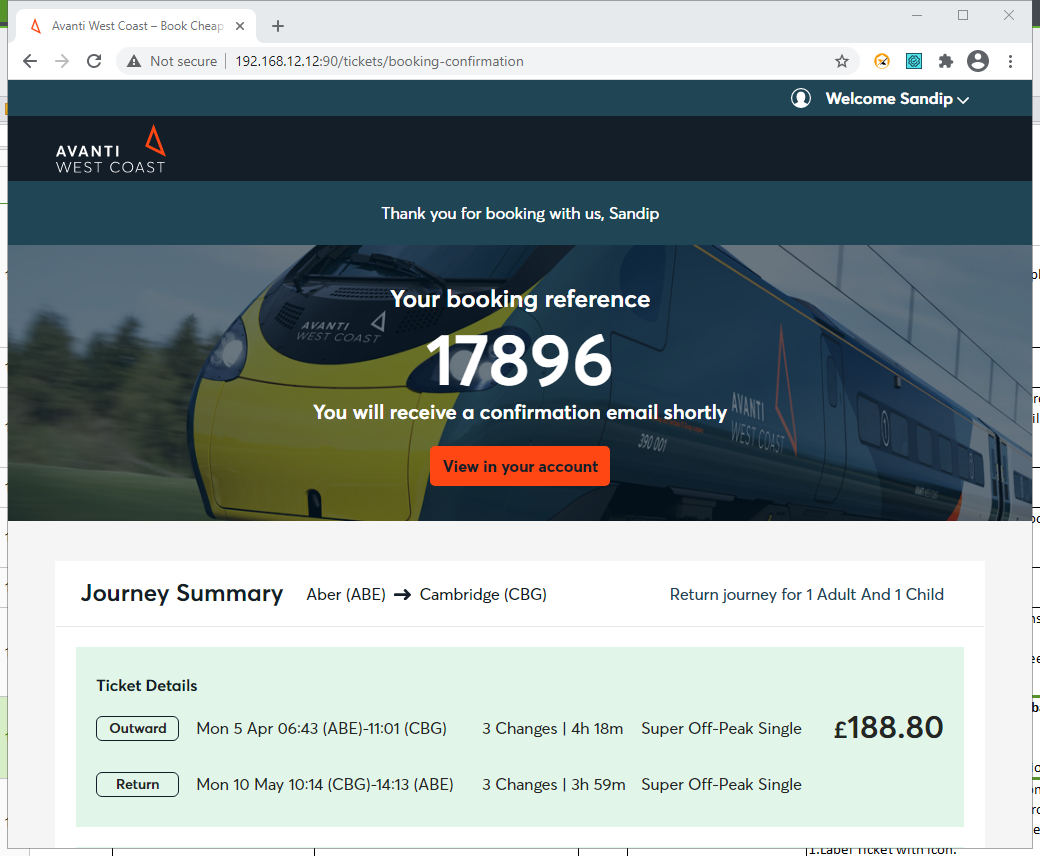 Avanti West Coast – Book Cheap
Not secure | 192.168.12.12:90/tickets/booking-confirmation
Welcome Sandip
AVANTI
WEST COAST
Thank you for booking with us, Sandip
Your booking reference
17896
You will receive a confirmation email shortly
View in your account
AVANTI
WEST COAST
AVANTI
WEST COAST
390 001
Journey Summary Aber (ABE) → Cambridge (CBG) Return journey for 1 Adult And 1 Child
Ticket Details
Outward Mon 5 Apr 06:43 (ABE)-11:01 (CBG) 3 Changes | 4h 18m Super Off-Peak Single £188.80
Return Mon 10 May 10:14 (CBG)-14:13 (ABE) 3 Changes | 3h 59m Super Off-Peak Single
1.Label Ticket with icon.